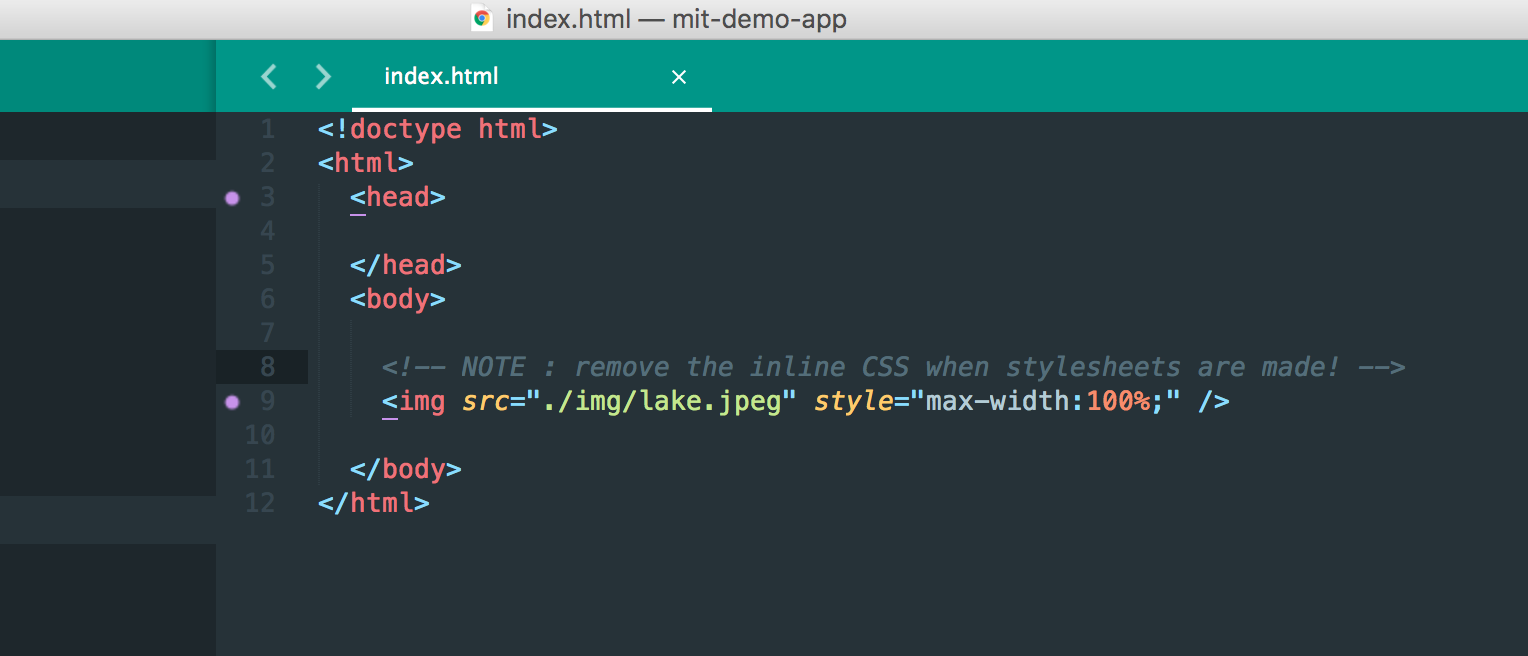 index.html — mit-demo-app
index.html ×
1 <!doctype html>
2 <html>
3 <head>
4
5 </head>
6 <body>
7
8 <!-- NOTE : remove the inline CSS when stylesheets are made! -->
9 <img src="./img/lake.jpeg" style="max-width:100%;" />
10
11 </body>
12 </html>